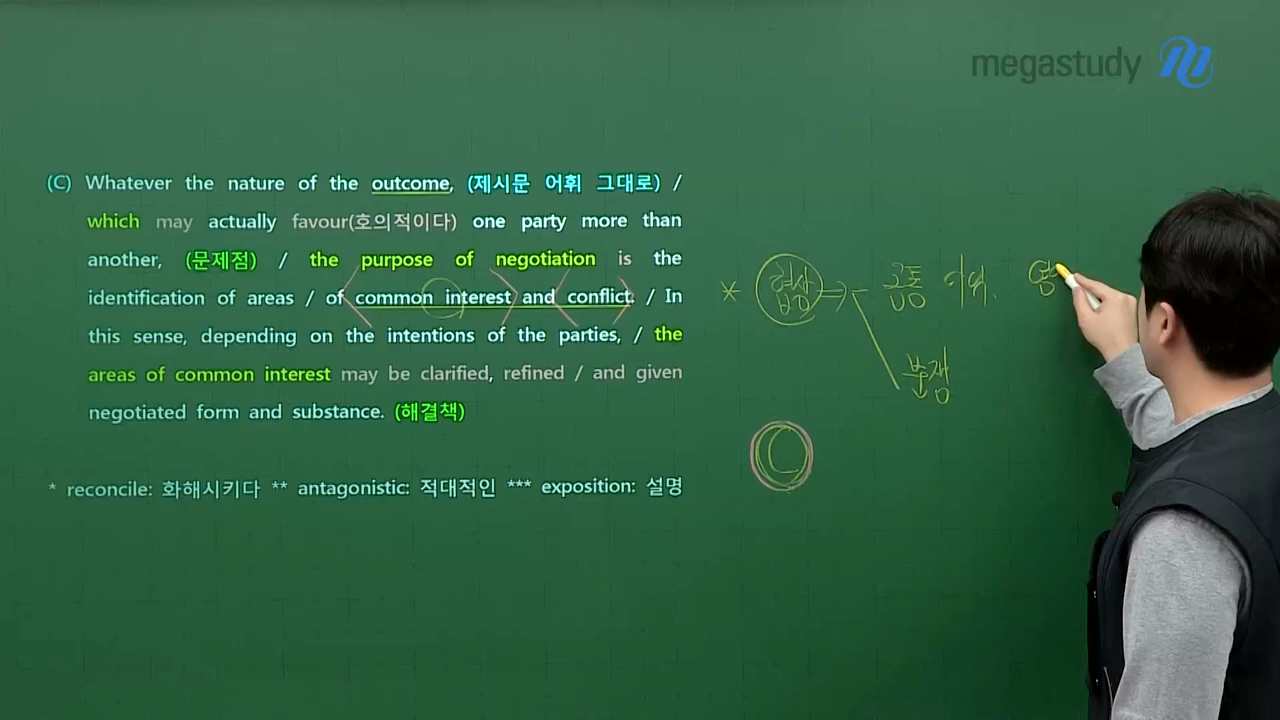 megastudy
(C) Whatever the nature of the outcome, (제시문 어휘 그대로) /
which may actually favour(호의적이다) one party more than
another, (문제점) / the purpose of negotiation is the
identification of areas / of common interest and conflict. / In
this sense, depending on the intentions of the parties, / the
areas of common interest may be clarified, refined / and given
negotiated form and substance. (해결책)
* reconcile: 화해시키다 ** antagonistic: 적대적인 *** exposition: 설명
* 협상 공통
분쟁